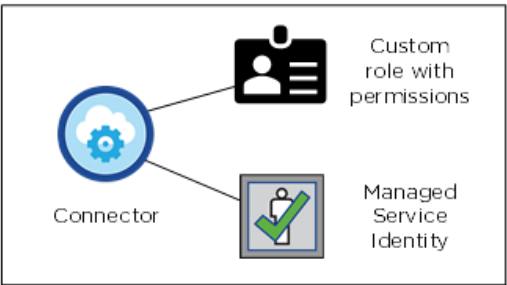 Custom
role with
permissions
Connector
Managed
Service
Identity